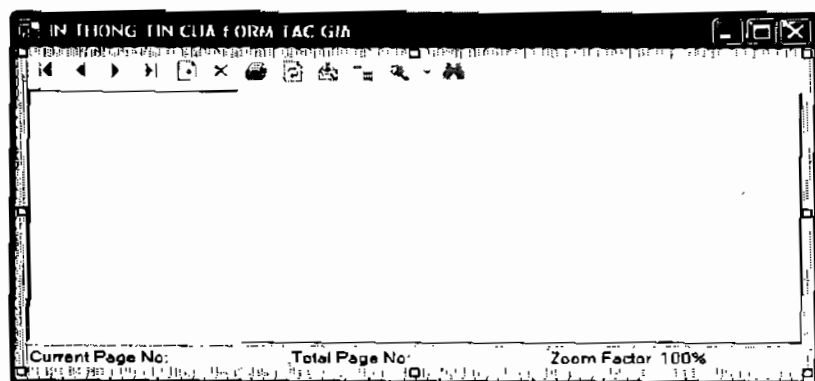 IN THONG TIN CUA FORM TAC GIA
Current Page No: Total Page No: Zoom Factor 100%